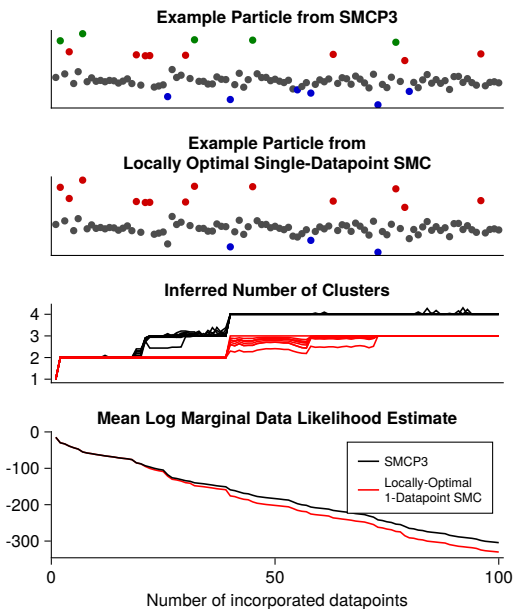 Example Particle from SMCP3
Example Particle from
Locally Optimal Single-Datapoint SMC
Inferred Number of Clusters
4
3
2
1
Mean Log Marginal Data Likelihood Estimate
0
-100
-200
-300
SMCP3
Locally-Optimal
1-Datapoint SMC
0
50
100
Number of incorporated datapoints